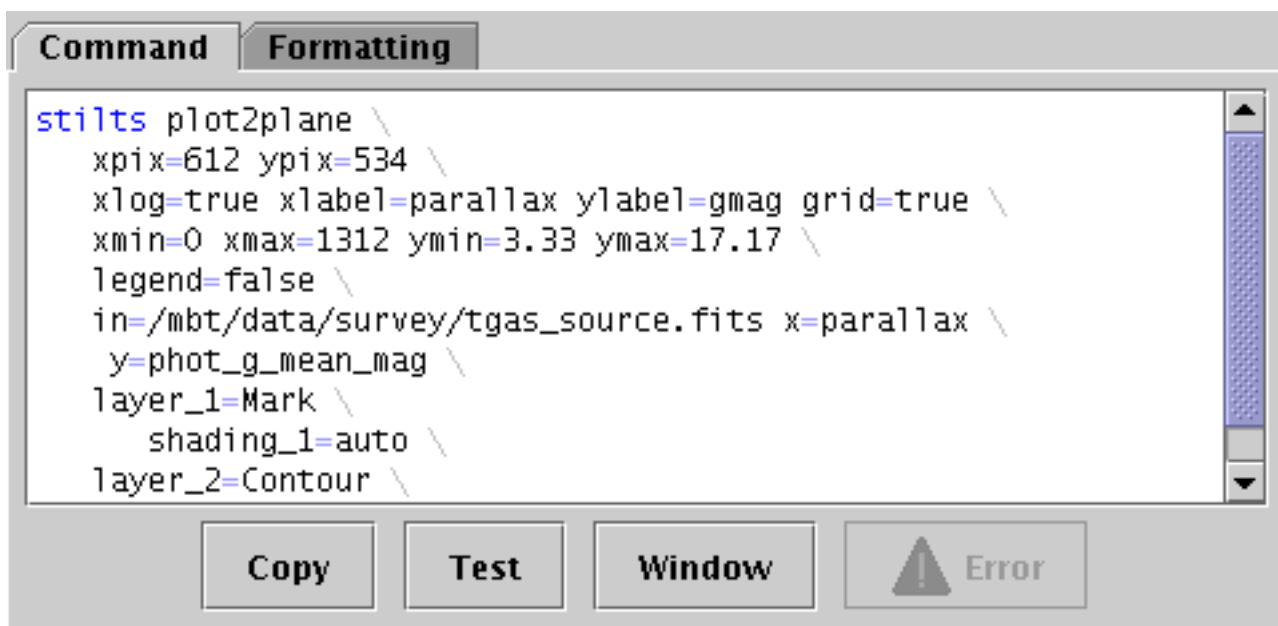 Command Formatting
stilts plot2plane \
xpix=612 ypix=534 \
xlog=true xlabel=parallax ylabel=gmag grid=true \
xmin=0 xmax=1312 ymin=3.33 ymax=17.17 \
legend=false \
in=/mbt/data/survey/tgas_source.fits x=parallax \
y=phot_g_mean_mag \
layer_1=Mark \
shading_1=auto \
layer_2=Contour \
Copy Test Window Error